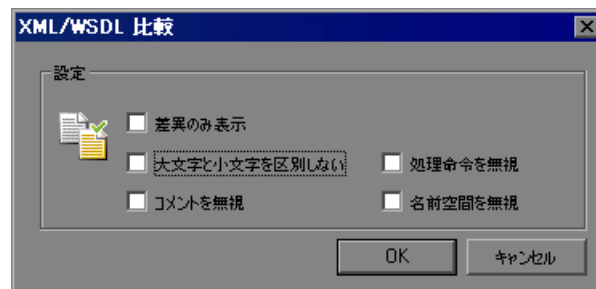 XML/WSDL 比較
設定
差異のみ表示
大文字と小文字を区別しない 処理命令を無視
コメントを無視 名前空間を無視
OK キャンセル